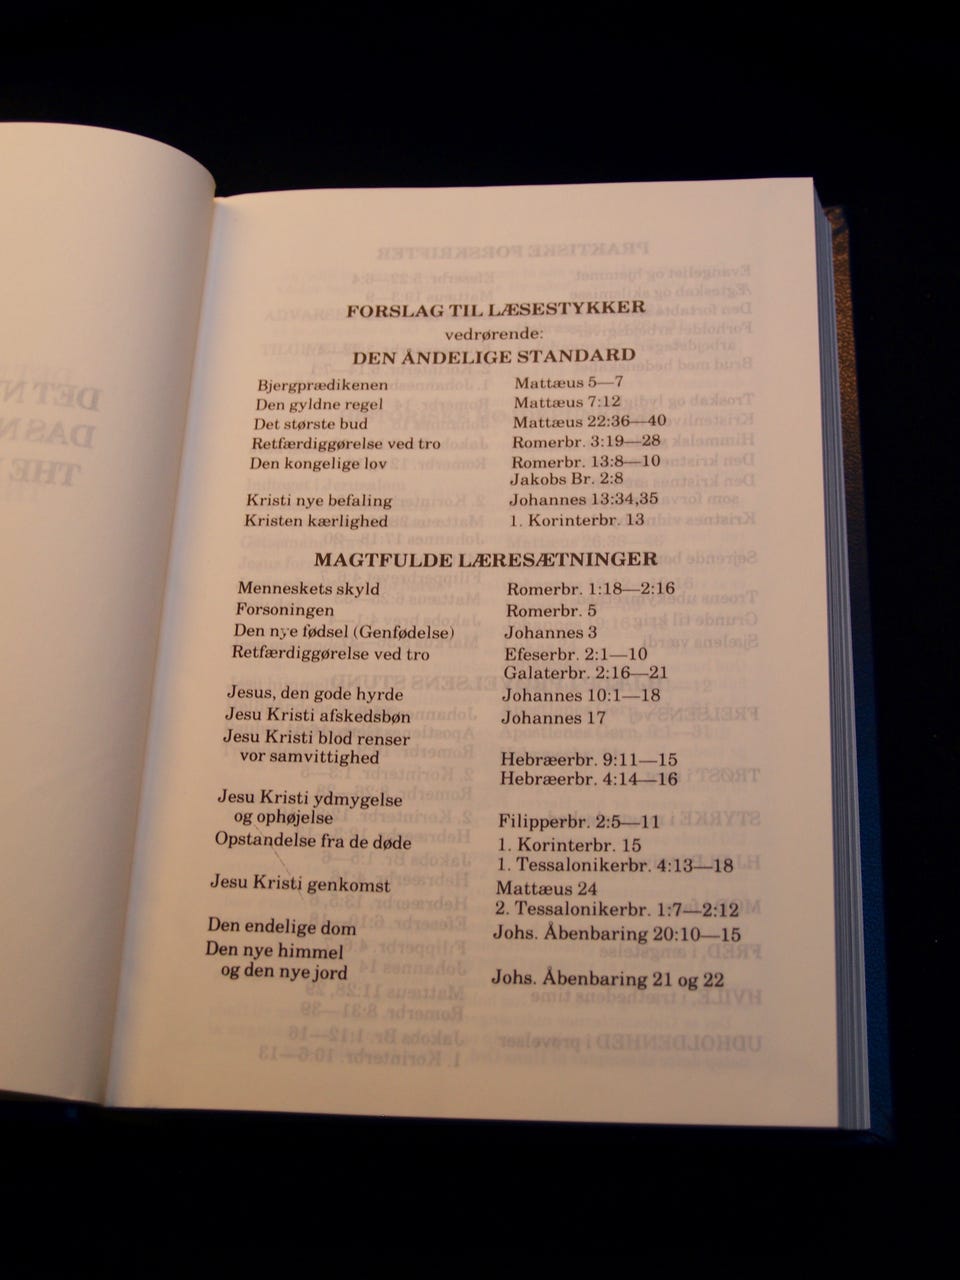 FORSLAG TIL LÆSESTYKKER
vedrørende:
DEN ÅNDELIGE STANDARD
Bjergprædikenen Mattæus 5—7
Den gyldne regel Mattæus 7:12
Det største bud Mattæus 22:36—40
Retfærdiggørelse ved tro Romerbr. 3:19—28
Den kongelige lov Romerbr. 13:8—10
Jakobs Br. 2:8
Kristi nye befaling Johannes 13:34,35
Kristen kærlighed 1. Korinterbr. 13
MAGTFULDE LÆRESÆTNINGER
Menneskets skyld Romerbr. 1:18—2:16
Forsoningen Romerbr. 5
Den nye fødsel (Genfødelse) Johannes 3
Retfærdiggørelse ved tro Efeserbr. 2:1—10
Galaterbr. 2:16—21
Jesus, den gode hyrde Johannes 10:1—18
Jesu Kristi afskedsbøn Johannes 17
Jesu Kristi blod renser
vor samvittighed Hebræerbr. 9:11—15
Hebræerbr. 4:14—16
Jesu Kristi ydmygelse
og ophøjelse Filipperbr. 2:5—11
Opstandelse fra de døde 1. Korinterbr. 15
1. Tessalonikerbr. 4:13—18
Jesu Kristi genkomst Mattæus 24
2. Tessalonikerbr. 1:7—2:12
Den endelige dom Johs. Åbenbaring 20:10—15
Den nye himmel
og den nye jord Johs. Åbenbaring 21 og 22